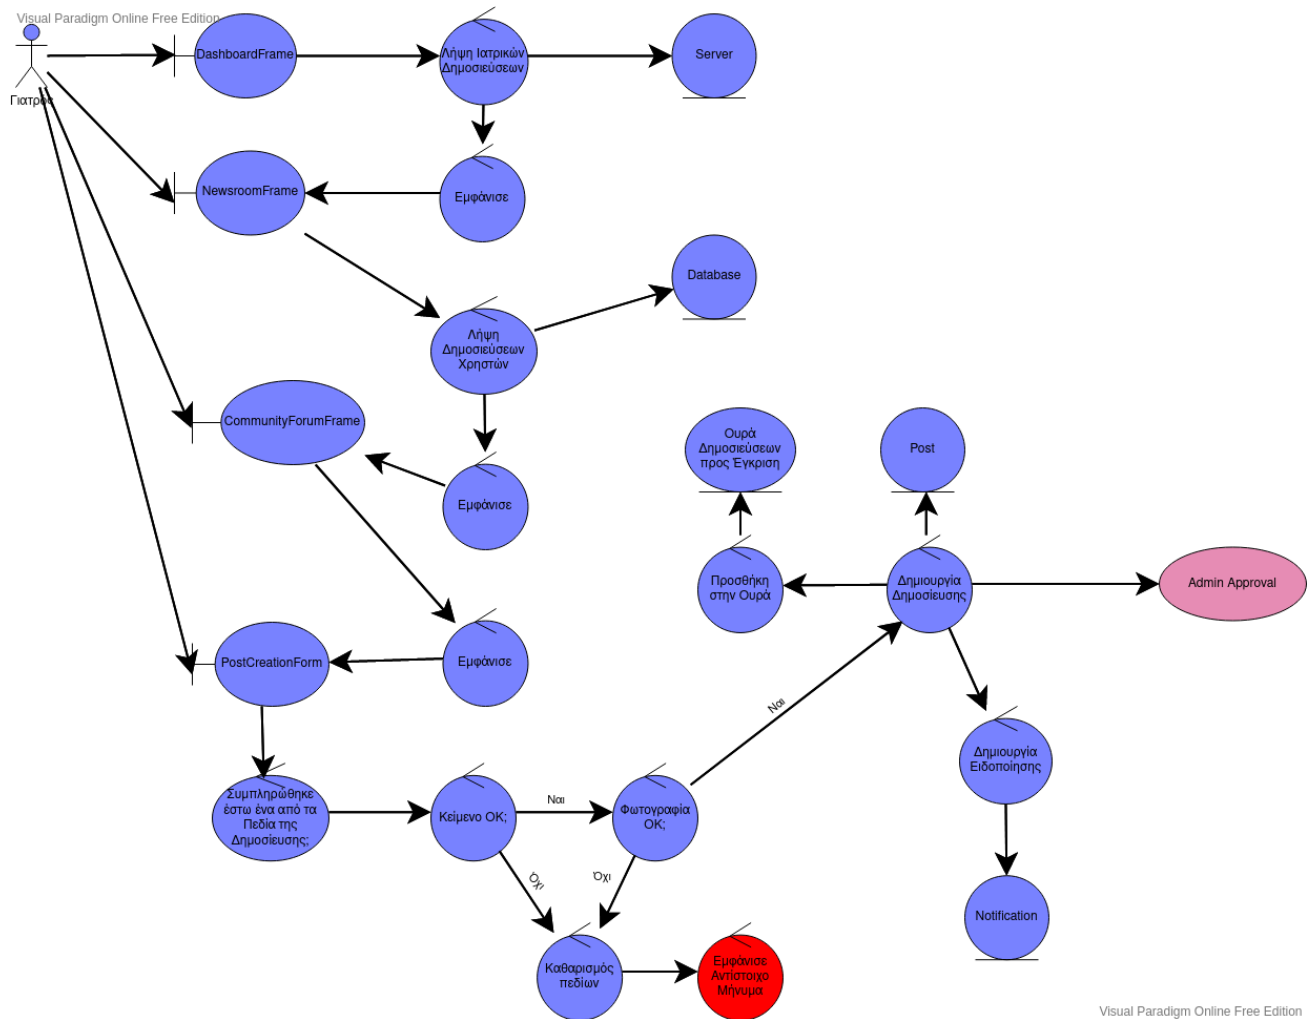 Visual Paradigm Online Free Edition
Γιατρός
DashboardFrame
Λήψη Ιατρικών
Δημοσιεύσεων
Server
NewsroomFrame
Εμφάνισε
Database
Λήψη
Δημοσιεύσεων
Χρηστών
CommunityForumFrame
Ουρά
Δημοσιεύσεων
προς Έγκριση
Post
Εμφάνισε
Προσθήκη
στην Ουρά
Δημιουργία
Δημοσίευσης
Admin Approval
PostCreationForm
Εμφάνισε
Ναι
Δημιουργία
Ειδοποίησης
Συμπληρώθηκε
έστω ένα από τα
Πεδία της
Δημοσίευσης;
Κείμενο ΟΚ;
Ναι
Φωτογραφία
ΟΚ;
Όχι
Όχι
Notification
Καθαρισμός
πεδίων
Εμφάνισε
Αντίστοιχο
Μήνυμα
Visual Paradigm Online Free Edition